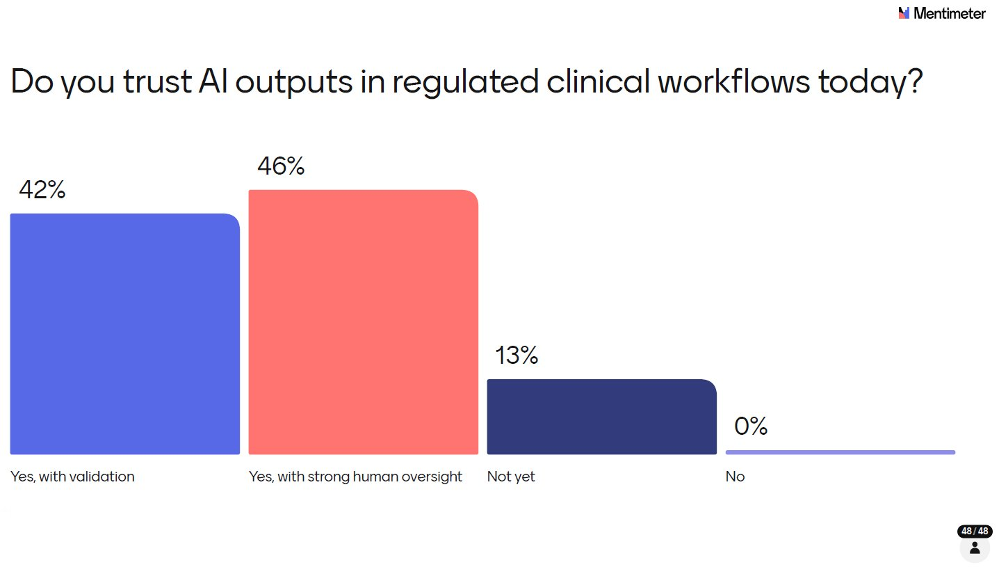 Mentimeter
Do you trust AI outputs in regulated clinical workflows today?
42%
46%
13%
0%
Yes, with validation
Yes, with strong human oversight
Not yet
No
48 / 48